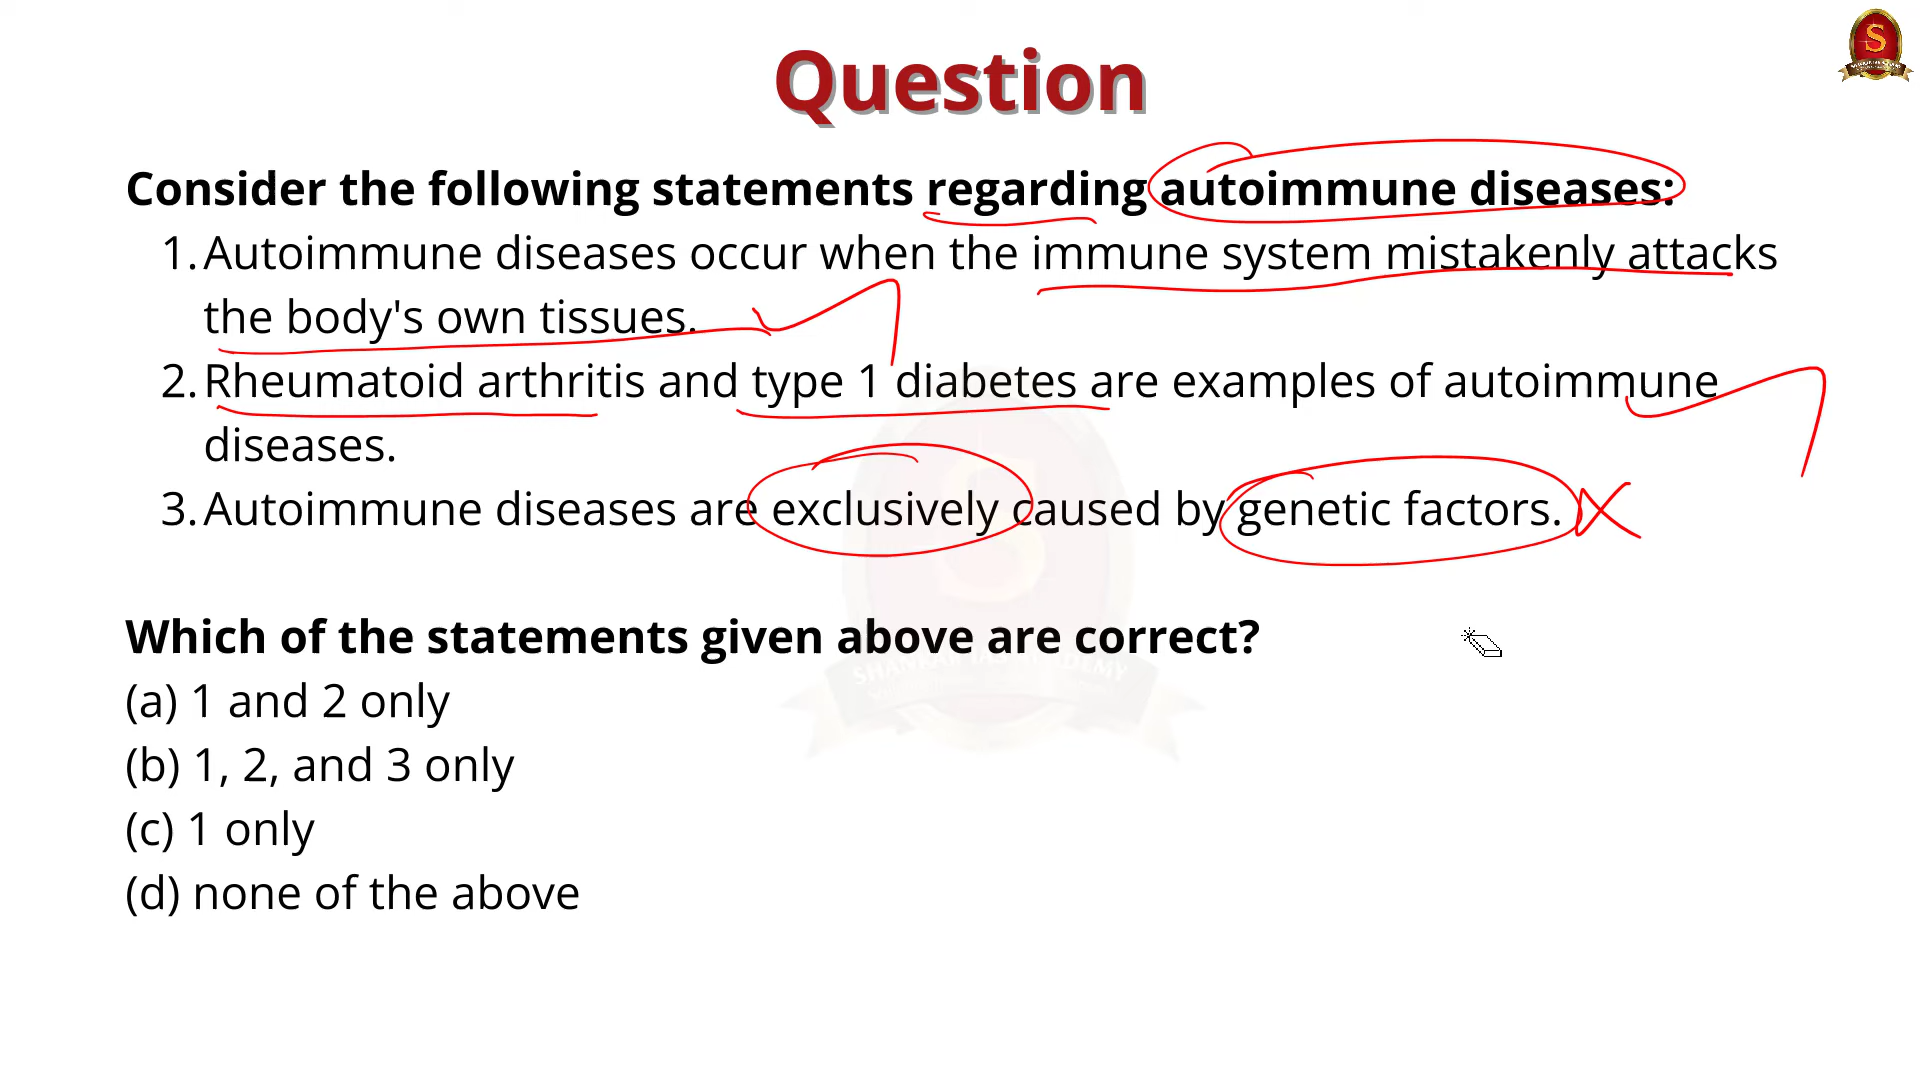 Question
Consider the following statements regarding autoimmune diseases:
1. Autoimmune diseases occur when the immune system mistakenly attacks
the body's own tissues.
2. Rheumatoid arthritis and type 1 diabetes are examples of autoimmune
diseases.
3. Autoimmune diseases are exclusively caused by genetic factors.
Which of the statements given above are correct?
SHANKAR IAS ACADEMY
(a) 1 and 2 only
(b) 1, 2, and 3 only
(c) 1 only
(d) none of the above